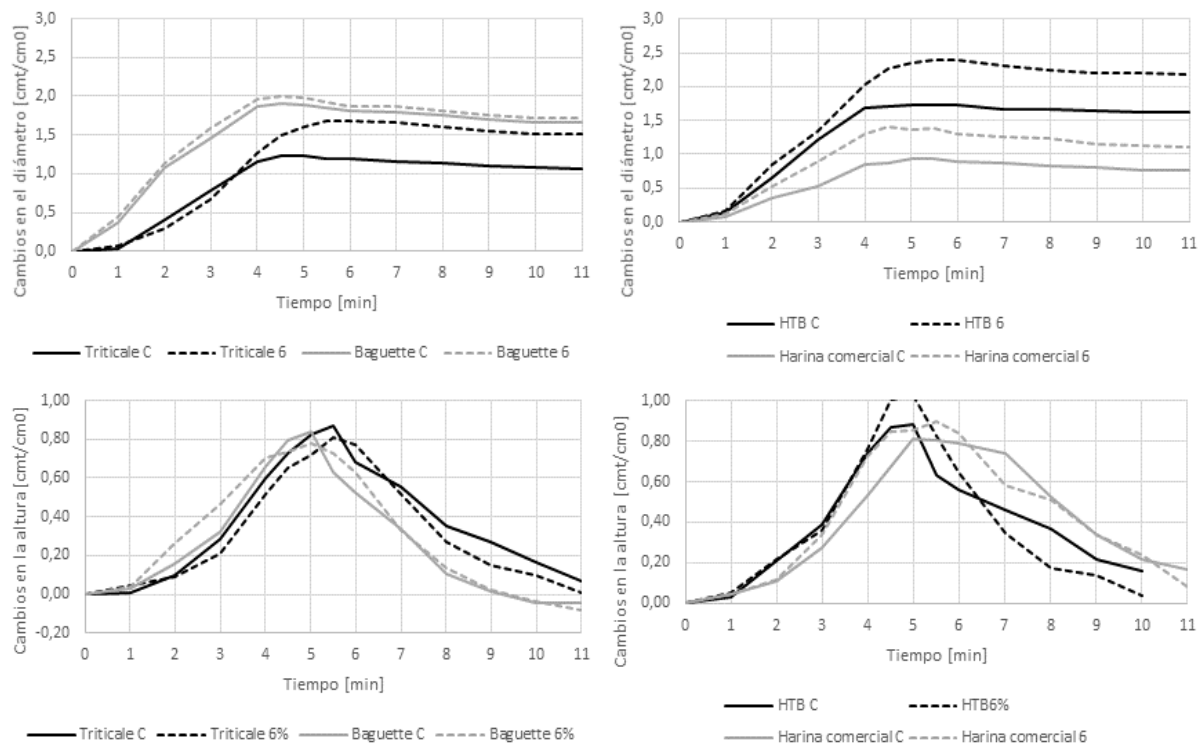 Cambios en el diámetro [cmt/cm0]
3,0
2,5
2,0
1,5
1,0
0,5
0,0
0 1 2 3 4 5 6 7 8 9 10 11
Tiempo [min]
Triticale C Triticale 6 Baguette C Baguette 6
Cambios en el diámetro [cmt/cm0]
3,0
2,5
2,0
1,5
1,0
0,5
0,0
0 1 2 3 4 5 6 7 8 9 10 11
Tiempo [min]
HTB C HTB 6
Harina comercial C Harina comercial 6
Cambios en la altura [cmt/cm0]
1,00
0,80
0,60
0,40
0,20
0,00
-0,20
0 1 2 3 4 5 6 7 8 9 10 11
Tiempo [min]
Triticale C Triticale 6% Baguette C Baguette 6%
Cambios en la altura [cmt/cm0]
1,00
0,80
0,60
0,40
0,20
0,00
0 1 2 3 4 5 6 7 8 9 10 11
Tiempo [min]
HTB C HTB6%
Harina comercial C Harina comercial 6